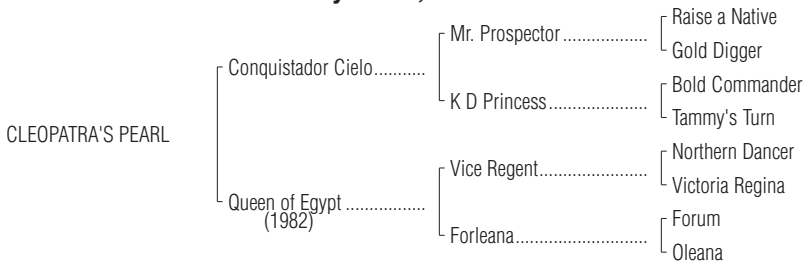 Raise a Native
Mr. Prospector...................
Gold Digger
Conquistador Cielo...........
Bold Commander
K D Princess.....................
Tammy's Turn
CLEOPATRA'S PEARL
Northern Dancer
Vice Regent.......................
Victoria Regina
Queen of Egypt .................
(1982)
Forum
Forleana............................
Oleana